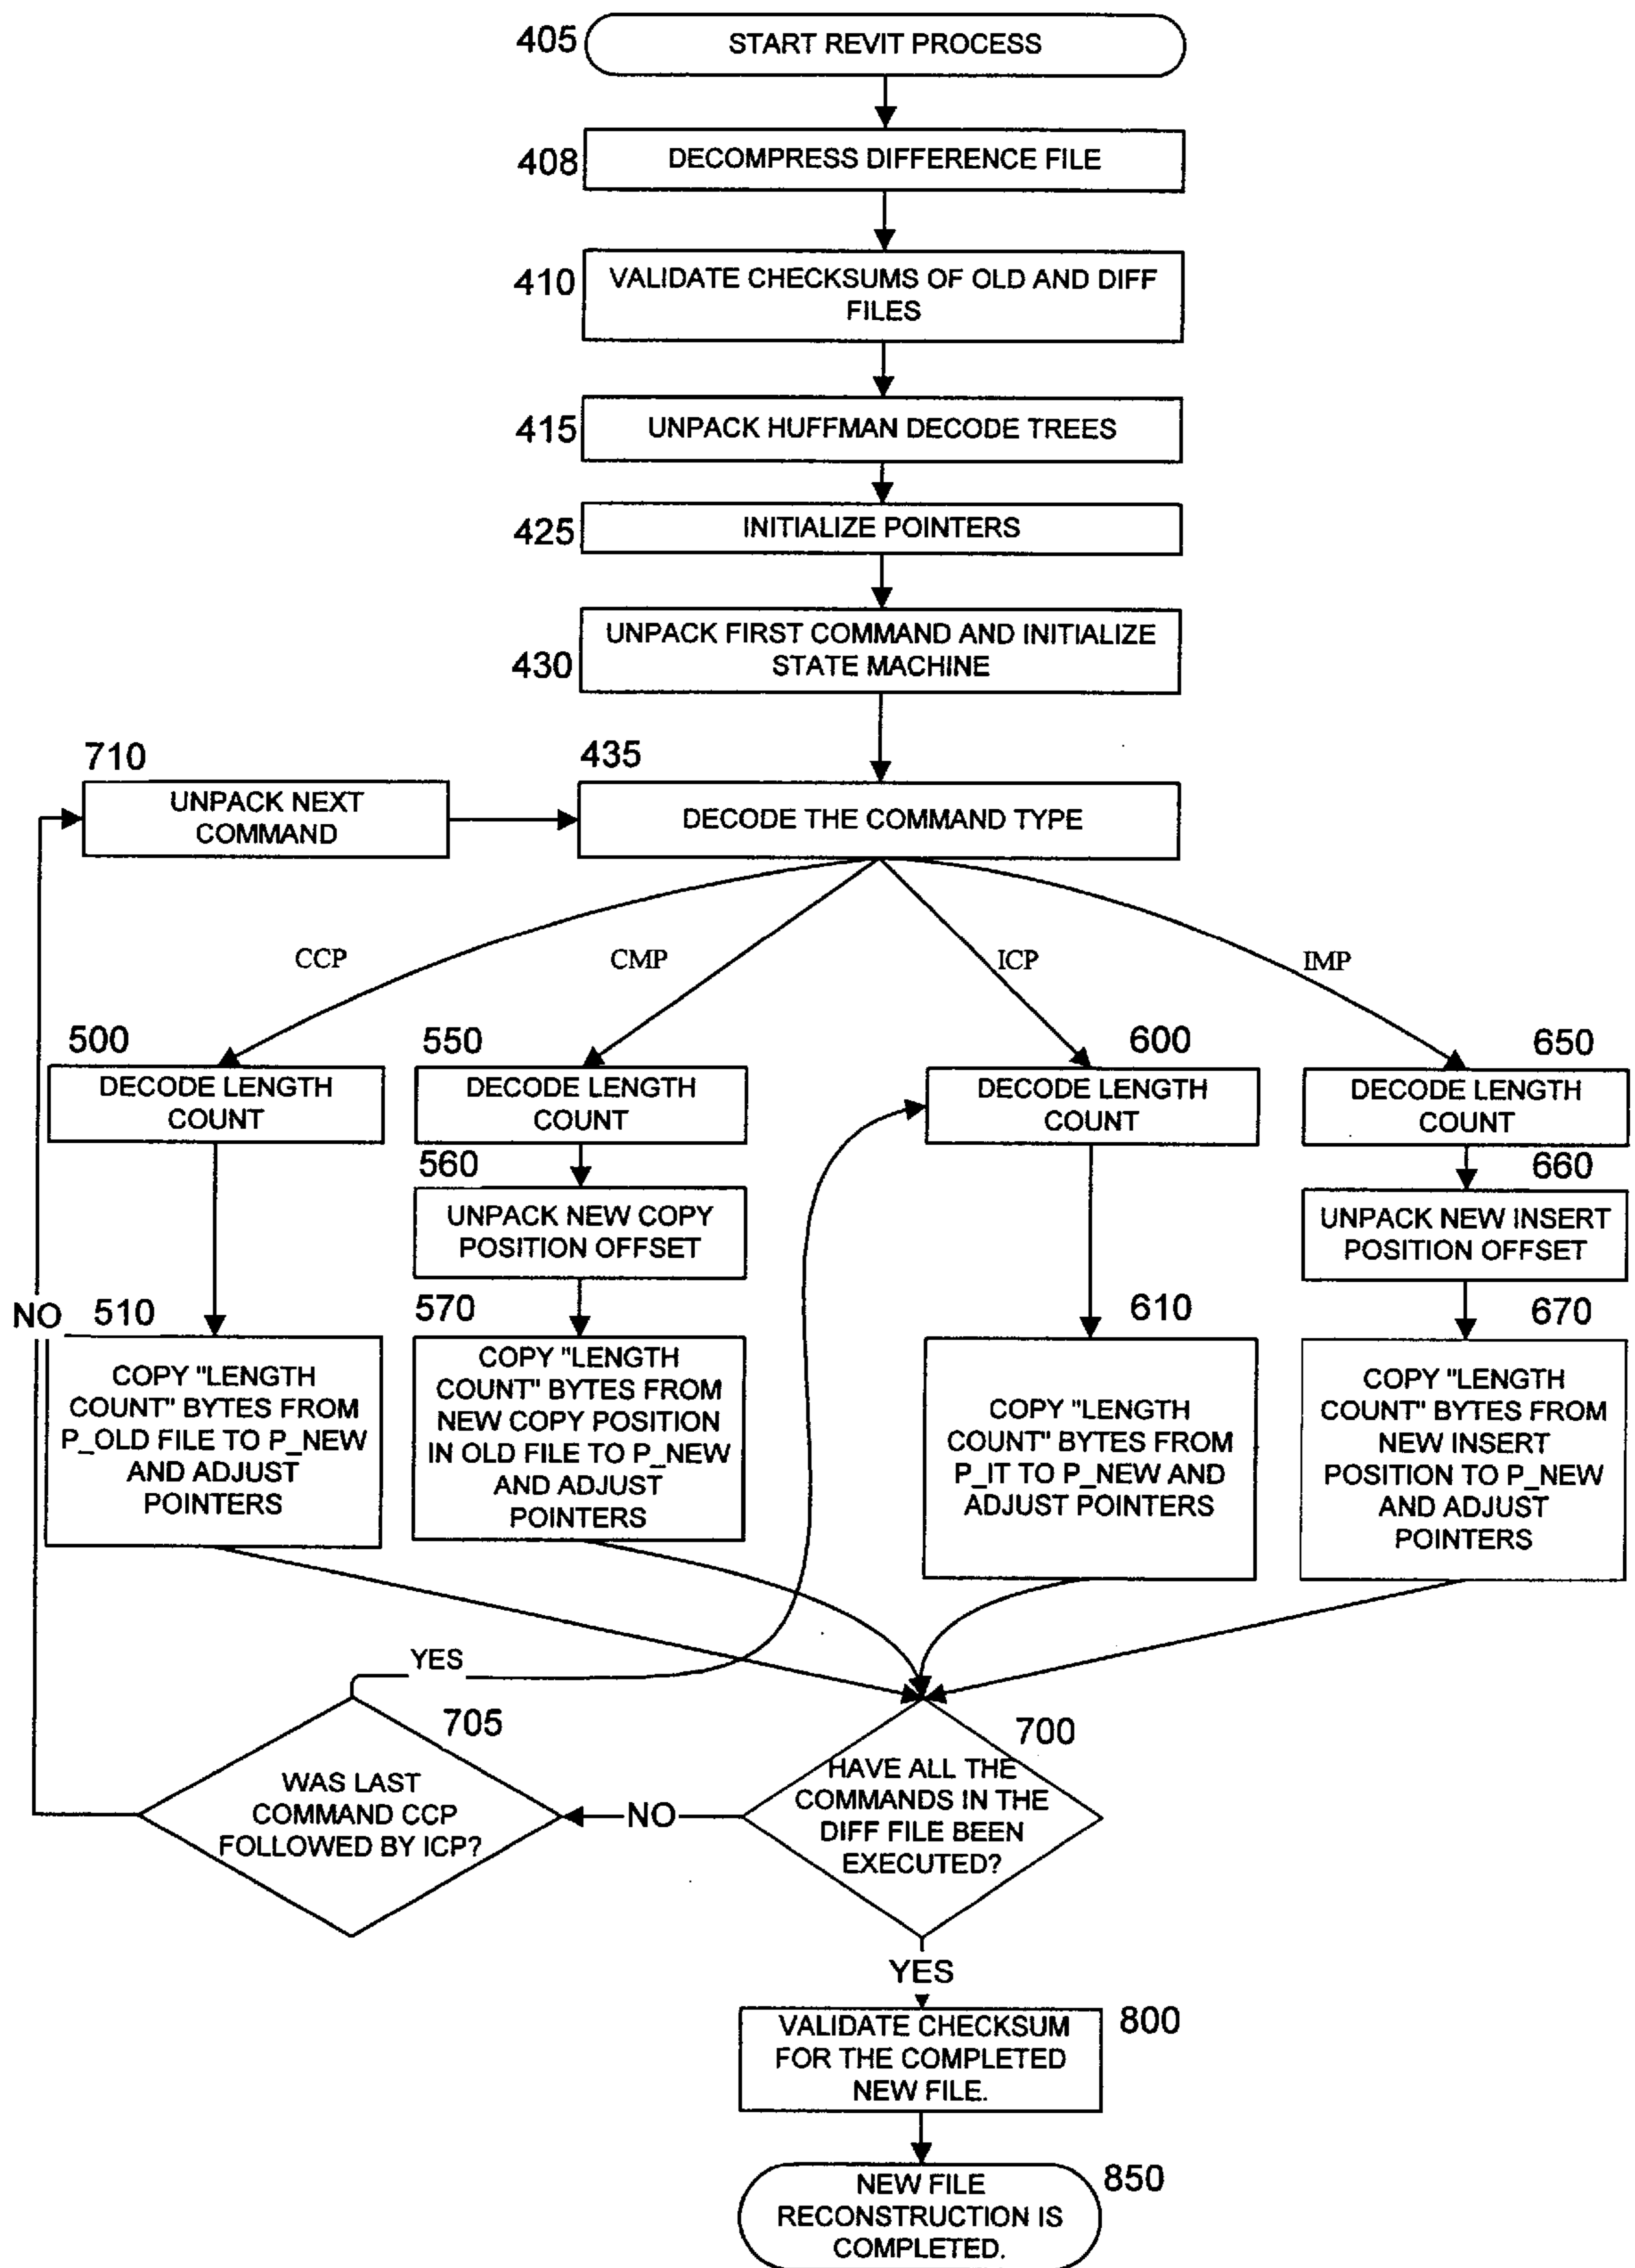 405
START REVIT PROCESS
408
DECOMPRESS DIFFERENCE FILE
410
VALIDATE CHECKSUMS OF OLD AND DIFF
FILES
415
UNPACK HUFFMAN DECODE TREES
425
INITIALIZE POINTERS
430
UNPACK FIRST COMMAND AND INITIALIZE
STATE MACHINE
710
UNPACK NEXT
COMMAND
435
DECODE THE COMMAND TYPE
CCP
CMP
ICP
IMP
500
DECODE LENGTH
COUNT
550
DECODE LENGTH
COUNT
600
DECODE LENGTH
COUNT
650
DECODE LENGTH
COUNT
560
UNPACK NEW COPY
POSITION OFFSET
660
UNPACK NEW INSERT
POSITION OFFSET
NO
510
COPY "LENGTH
COUNT" BYTES FROM
P_OLD FILE TO P_NEW
AND ADJUST
POINTERS
570
COPY "LENGTH
COUNT" BYTES FROM
NEW COPY POSITION
IN OLD FILE TO P_NEW
AND ADJUST
POINTERS
610
COPY "LENGTH
COUNT" BYTES FROM
P_IT TO P_NEW AND
ADJUST POINTERS
670
COPY "LENGTH
COUNT" BYTES FROM
NEW INSERT
POSITION TO P_NEW
AND ADJUST
POINTERS
YES
705
WAS LAST
COMMAND CCP
FOLLOWED BY ICP?
NO
700
HAVE ALL THE
COMMANDS IN THE
DIFF FILE BEEN
EXECUTED?
YES
800
VALIDATE CHECKSUM
FOR THE COMPLETED
NEW FILE.
850
NEW FILE
RECONSTRUCTION IS
COMPLETED.